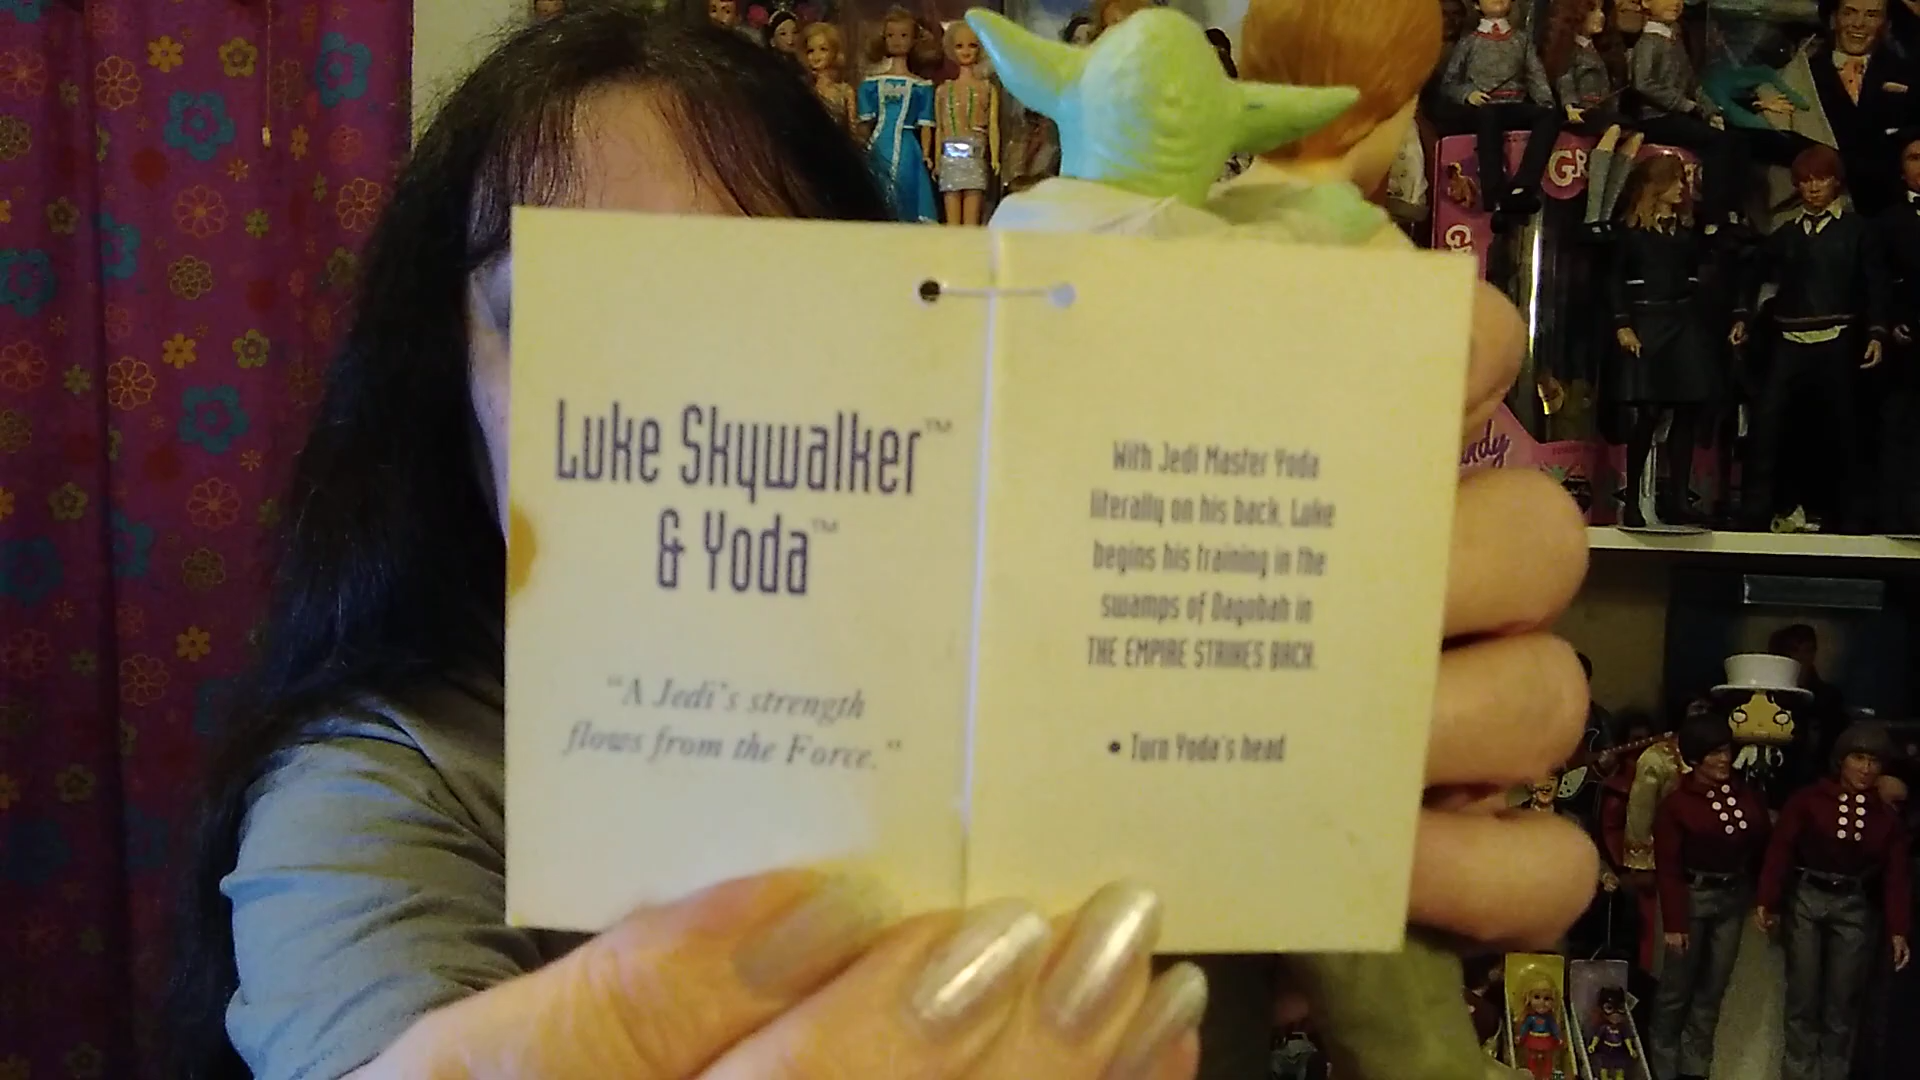 Luke Skywalker™
& Yoda™
"A Jedi's strength
flows from the Force."
With Jedi Master Yoda
literally on his back, Luke
begins his training in the
swamps of Dagobah in
THE EMPIRE STRIKES BACK.
• Turn Yoda's head